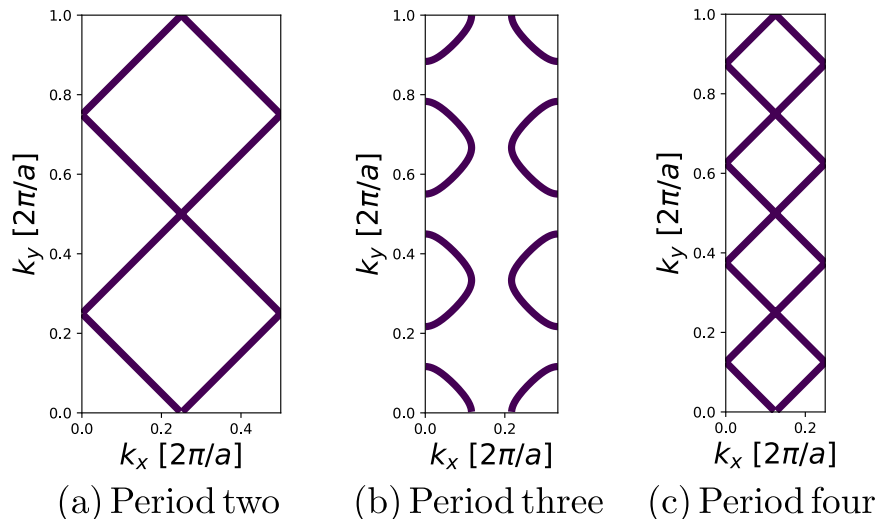 1.0
0.8
0.6
0.4
0.2
0.0
k_y [2π/a]
0.0 0.2 0.4
k_x [2π/a]
(a) Period two
1.0
0.8
0.6
0.4
0.2
0.0
k_y [2π/a]
0.0 0.2
k_x [2π/a]
(b) Period three
1.0
0.8
0.6
0.4
0.2
0.0
k_y [2π/a]
0.0 0.2
k_x [2π/a]
(c) Period four